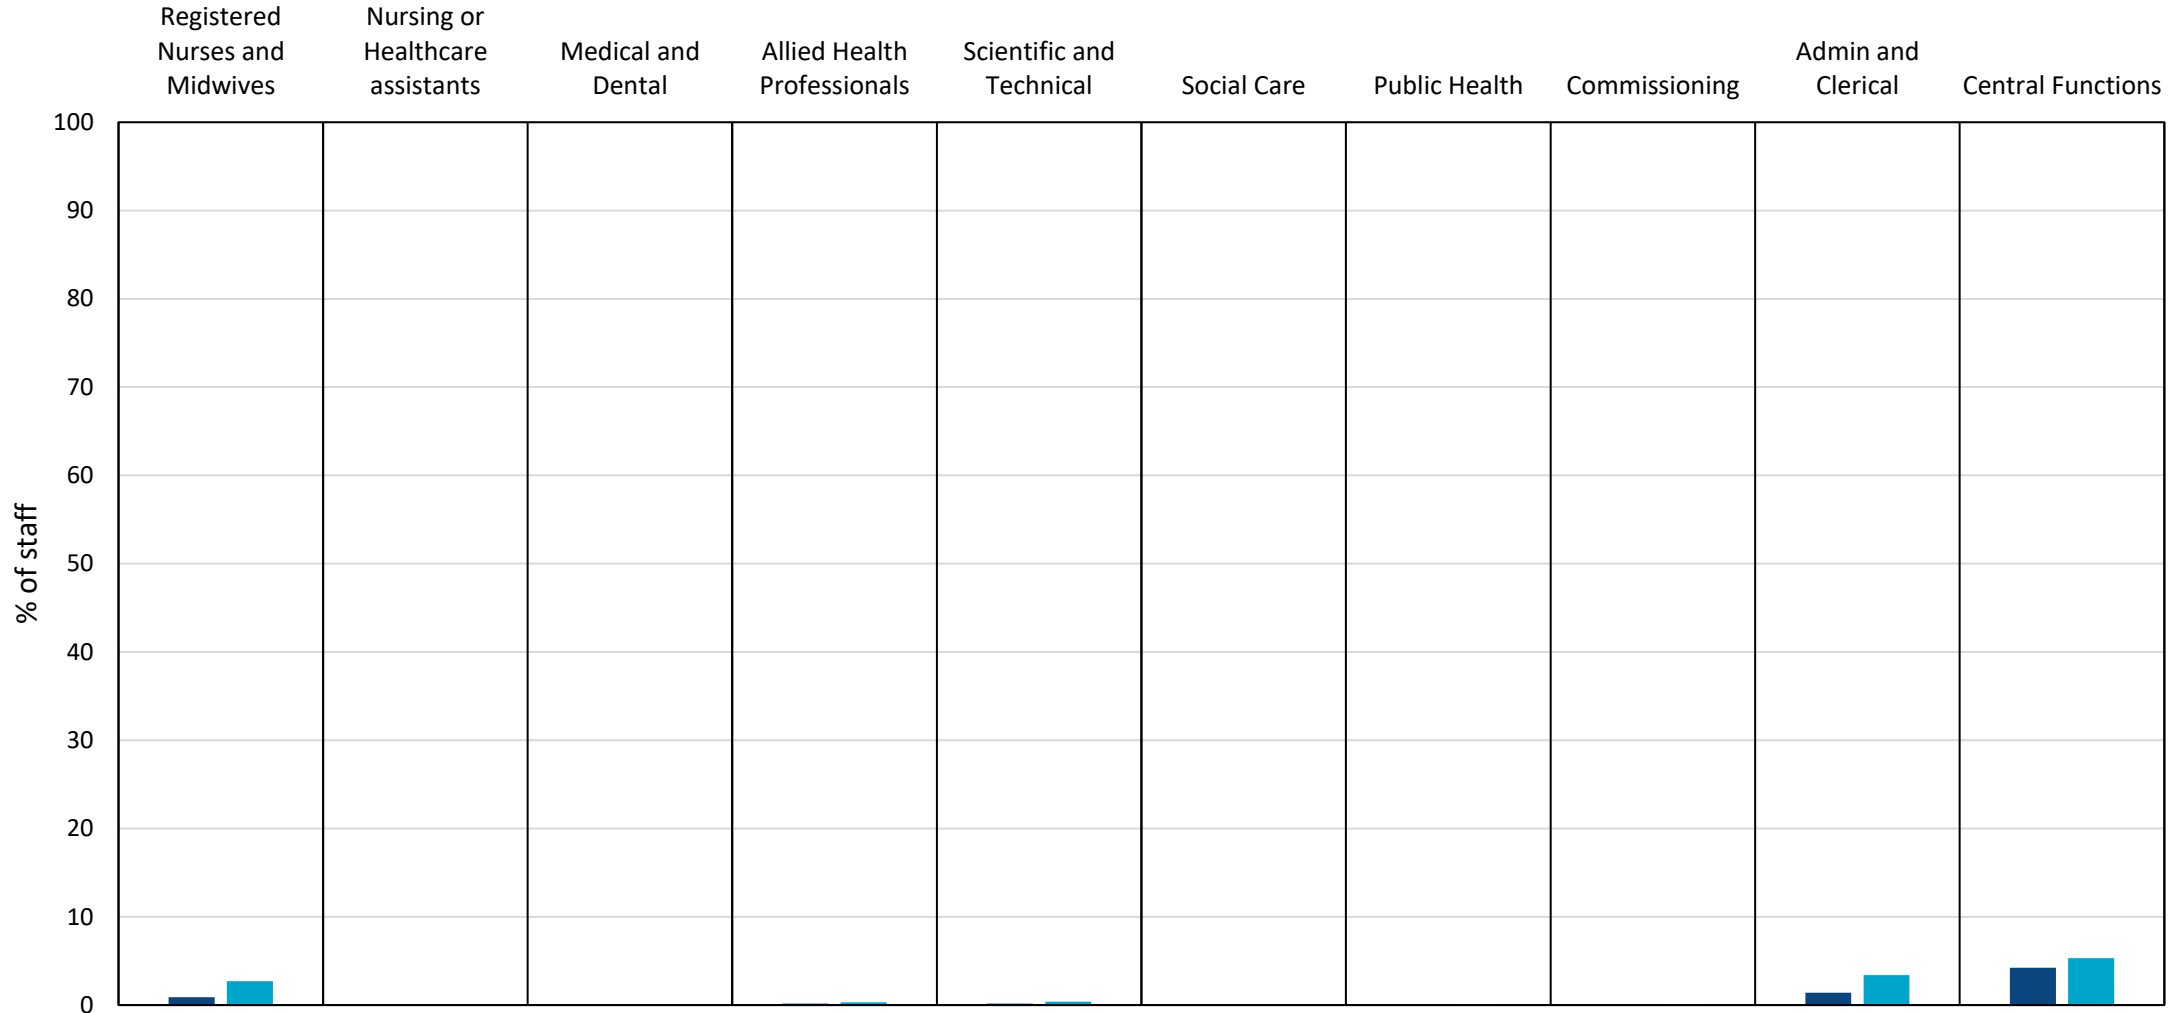 Registered
Nurses and
Midwives
Nursing or
Healthcare
assistants
Medical and
Dental
Allied Health
Professionals
Scientific and
Technical
Social Care
Public Health
Commissioning
Admin and
Clerical
Central Functions
% of staff
100
90
80
70
60
50
40
30
20
10
0